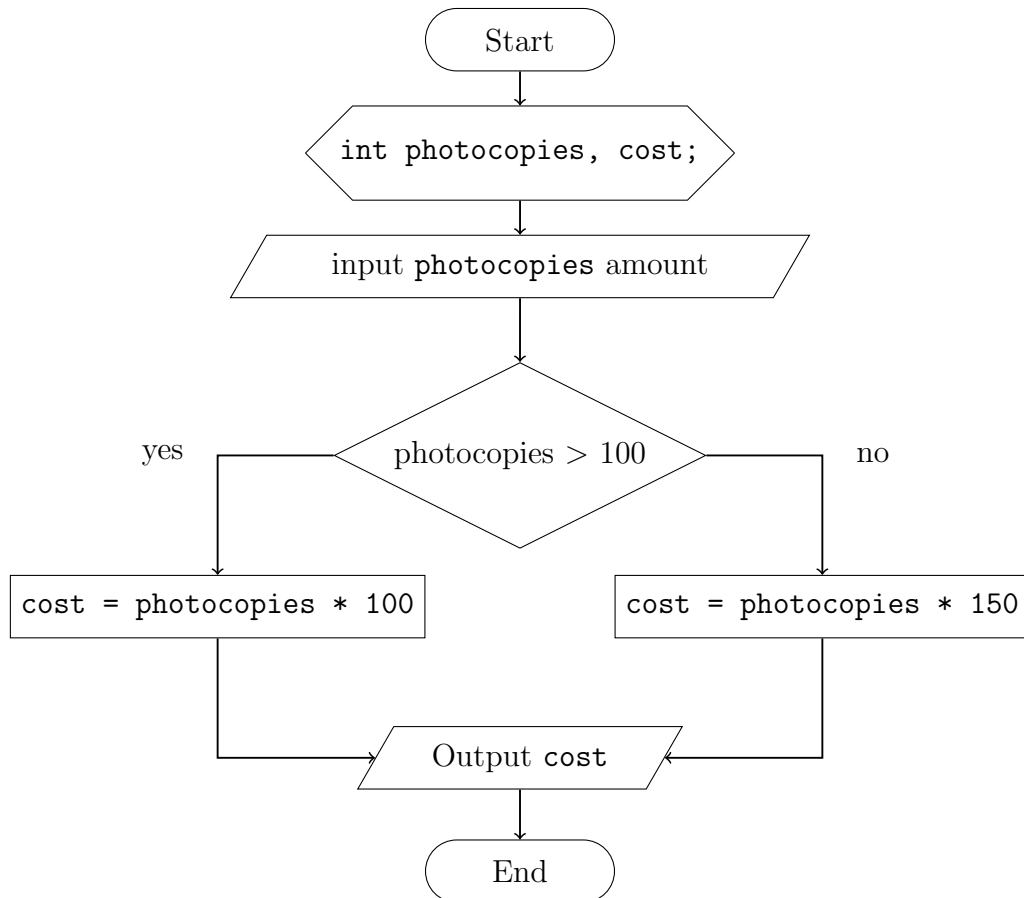 Start
int photocopies, cost;
input photocopies amount
photocopies > 100
yes
no
cost = photocopies * 100
cost = photocopies * 150
Output cost
End